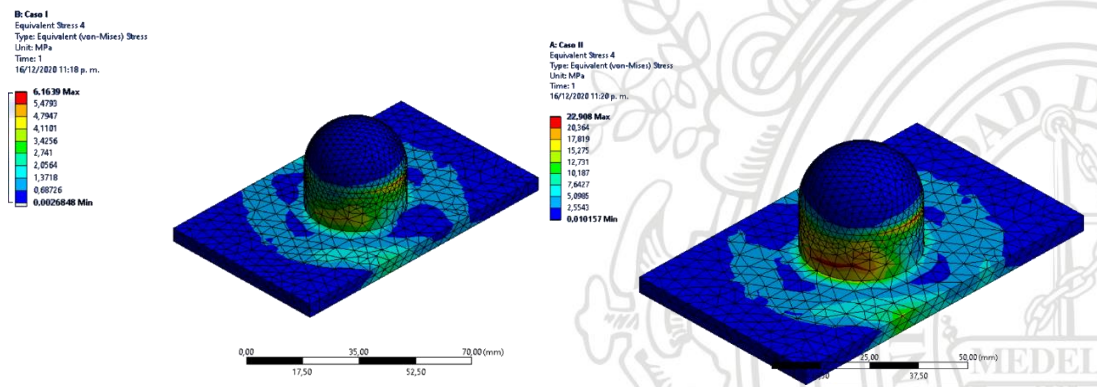 B: Caso I
Equivalent Stress 4
Type: Equivalent (von-Mises) Stress
Unit: MPa
Time: 1
16/12/2020 11:18 p. m.
6,1639 Max
5,4793
4,7947
4,1101
3,4256
2,741
2,0564
1,3718
0,68726
0,0026848 Min
0,00
35,00
70,00 (mm)
17,50
52,50
A: Caso II
Equivalent Stress 4
Type: Equivalent (von-Mises) Stress
Unit: MPa
Time: 1
16/12/2020 11:20 p. m.
22,908 Max
20,364
17,819
15,275
12,731
10,187
7,6427
5,0985
2,5543
0,010157 Min
25,00
50,00 (mm)
37,50
MEDEL